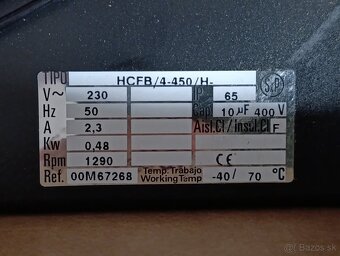 TIPO HCFB/4-450/H- S&P
V~ 230 IP 65
Hz 50 Cap 10 µF 400 V
A 2,3 Aisl.Cl/insul.Cl F
Kw 0,48
Rpm 1290 CE
Ref. 00M67268 Temp. Trabajo Working Temp -40/ 70 °C
© Bazos.sk